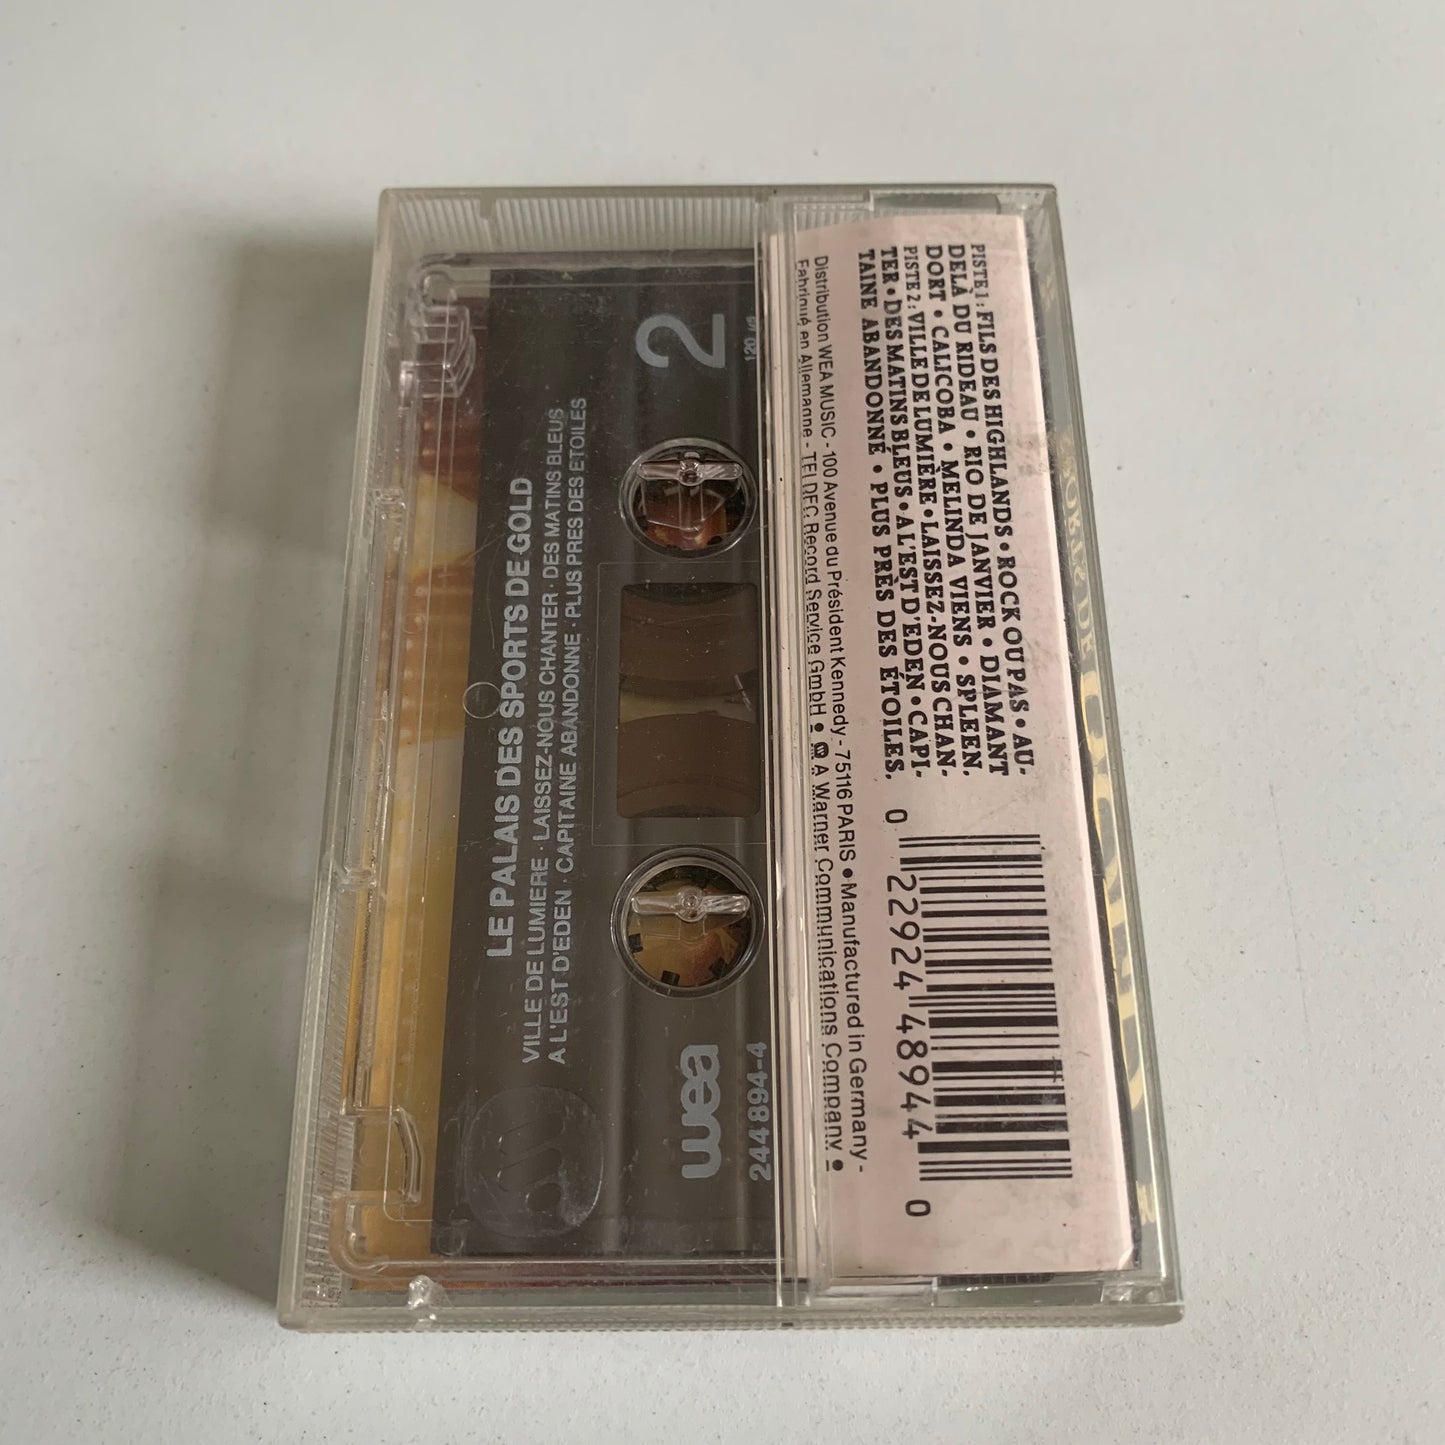 LE PALAIS DES SPORTS DE GOLD
VILLE DE LUMIERE · LAISSEZ-NOUS CHANTER · DES MATINS BLEUS
A L'EST D'EDEN · CAPITAINE ABANDONNE · PLUS PRES DES ETOILES
2
wea
244 894-4
PISTE 1 : FILS DES HIGHLANDS • ROCK OU PAS • AU-
DELÀ DU RIDEAU • RIO DE JANVIER • DIAMANT
DORT • CALICOBA • MELINDA VIENS • SPLEEN.
PISTE 2 : VILLE DE LUMIÈRE • LAISSEZ-NOUS CHAN-
TER • DES MATINS BLEUS • A L'EST D'EDEN • CAPI-
TAINE ABANDONNÉ • PLUS PRÈS DES ÉTOILES.
Distribution WEA MUSIC - 100 Avenue du Président Kennedy - 75116 PARIS • Manufactured in Germany -
Fabriqué en Allemagne - TELDEC Record Service GmbH • A Warner Communications Company •
0 22924 48944 0
DE GOLD